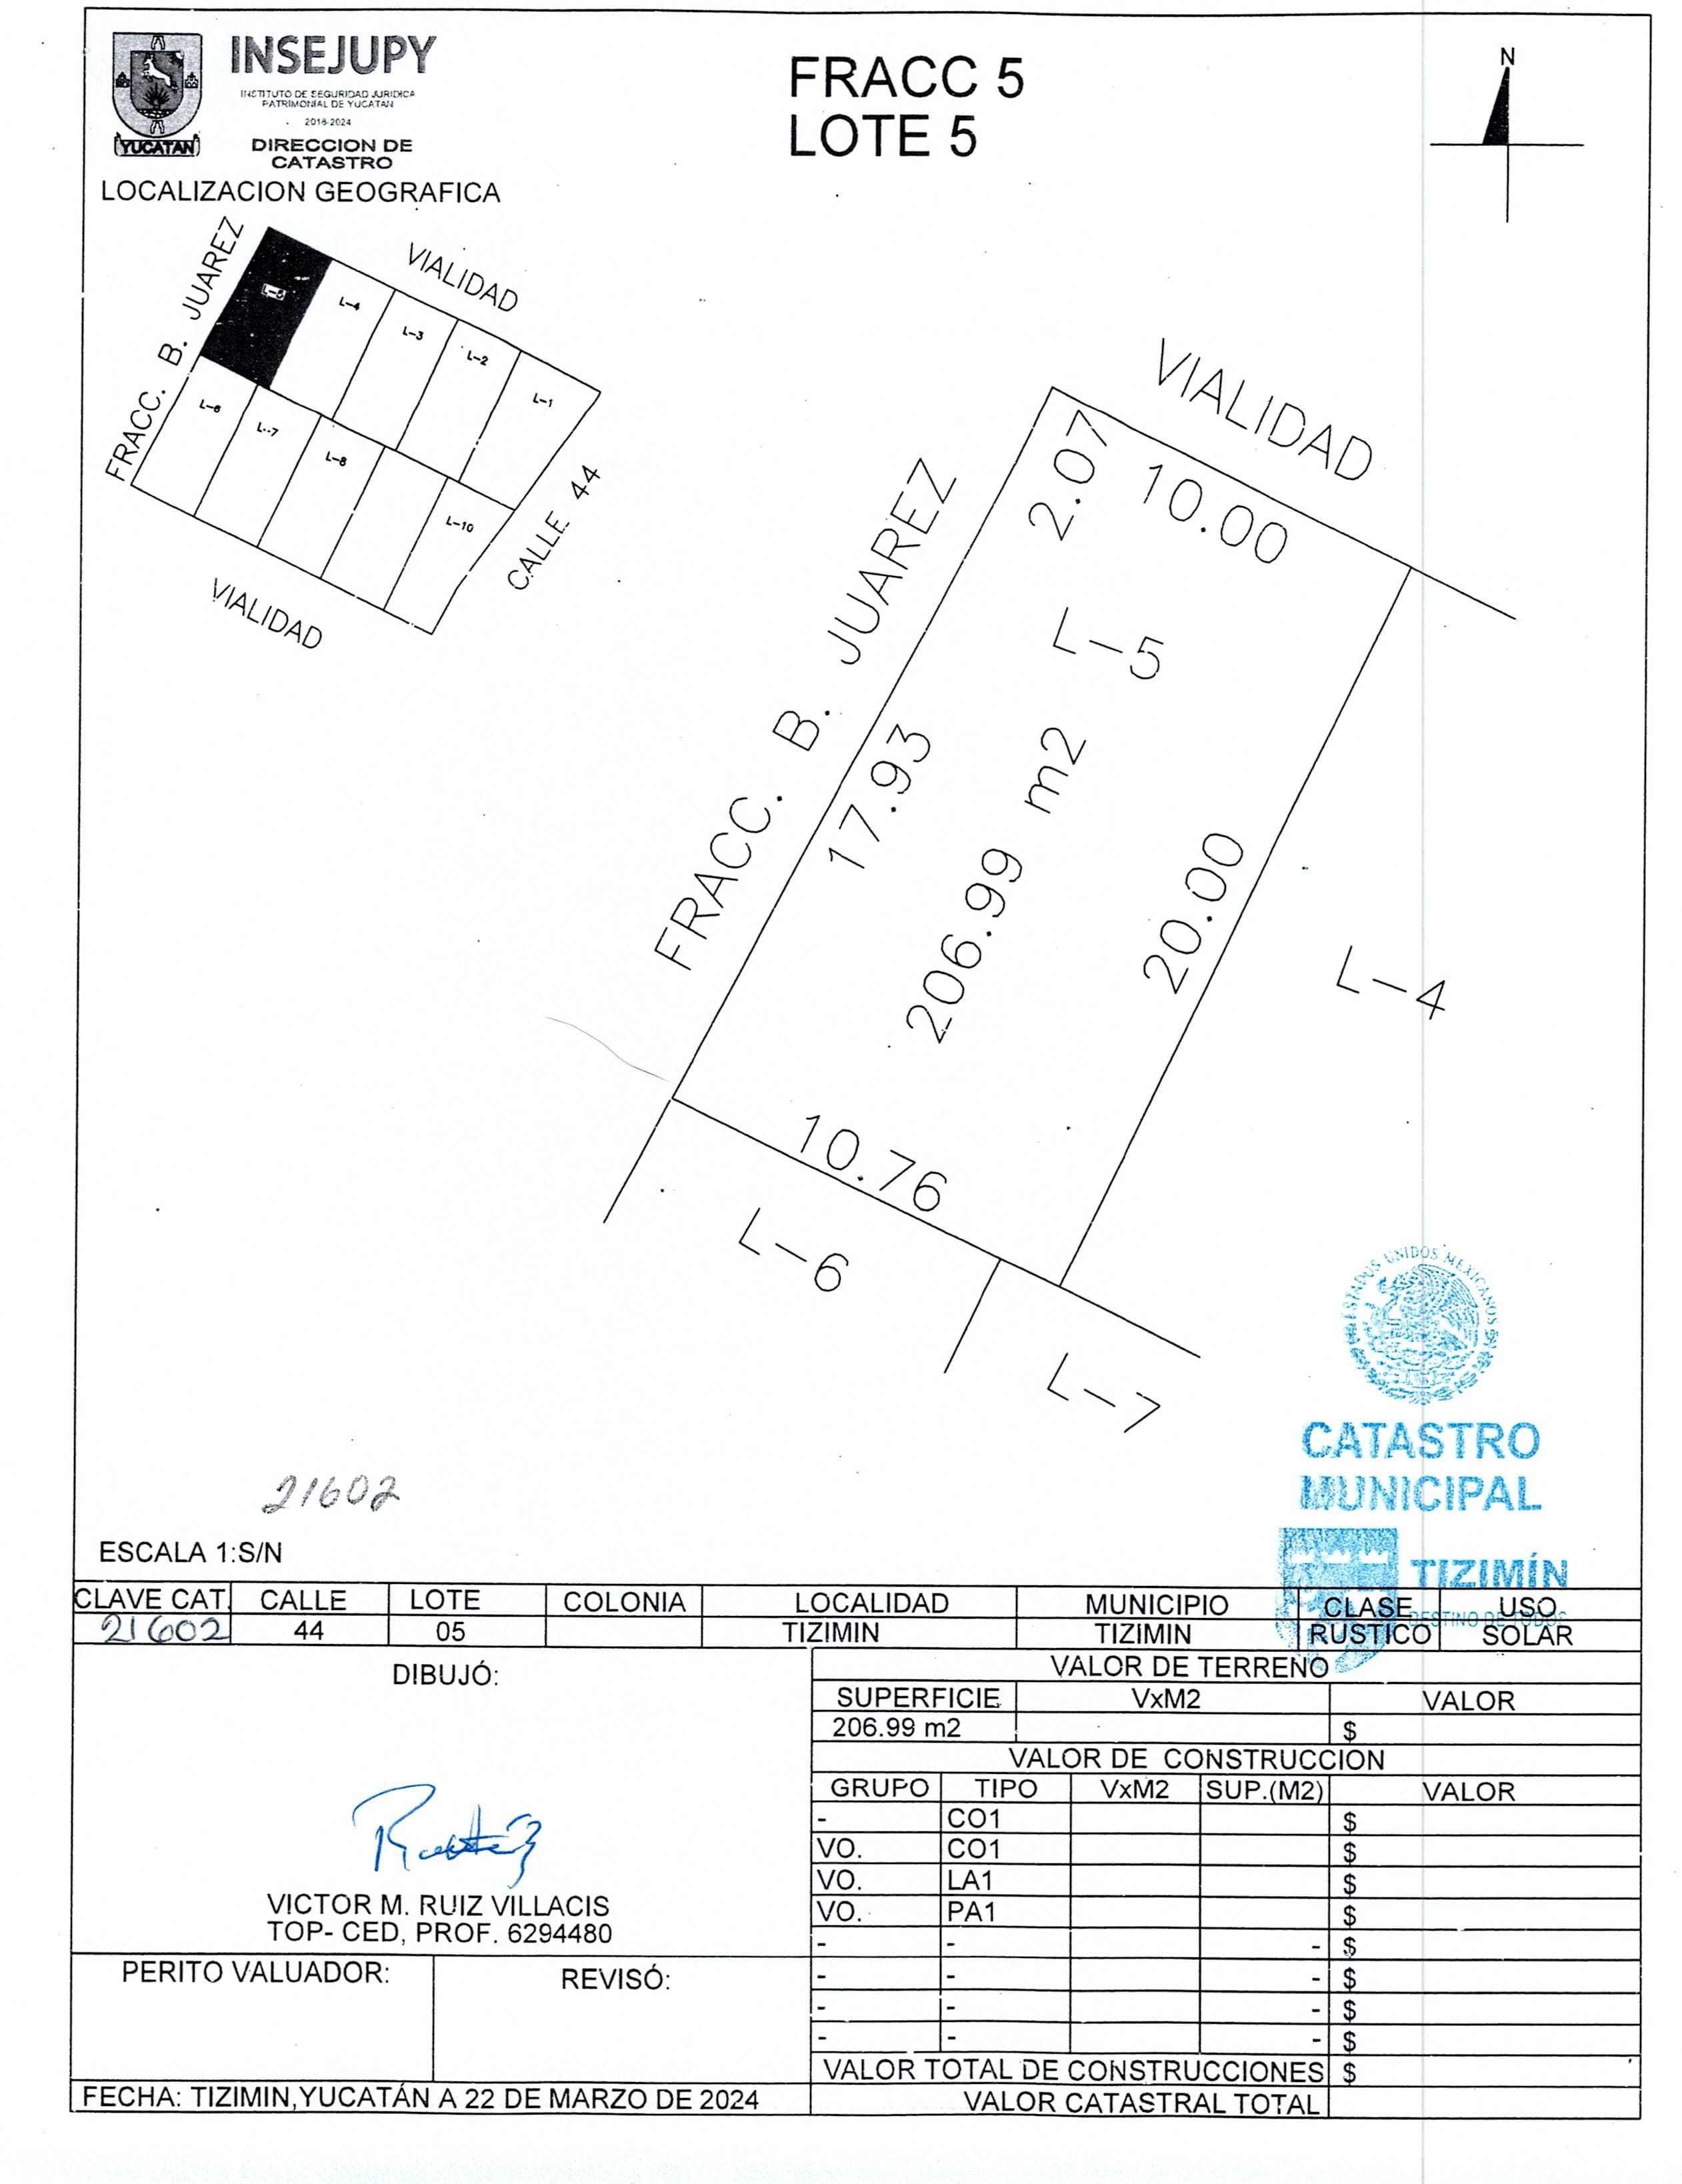 INSEJUPY
INSTITUTO DE SEGURIDAD JURIDICA
PATRIMONIAL DE YUCATAN
2018-2024
DIRECCION DE
CATASTRO
YUCATAN
FRACC 5
LOTE 5
N
LOCALIZACION GEOGRAFICA
FRACC. B. JUAREZ
VIALIDAD
L-5
L-4
L-3
L-2
L-1
L-6
L-7
L-8
L-10
CALLE 44
VIALIDAD
VIALIDAD
2.07
10.00
FRACC. B. JUAREZ
L-5
17.93
206.99 m2
20.00
L-4
10.76
L-6
L-7
ESTADOS UNIDOS MEXICANOS
CATASTRO
MUNICIPAL
TIZIMÍN
DESTINO DE TODOS
21602
ESCALA 1:S/N
CLAVE CAT. CALLE LOTE COLONIA LOCALIDAD MUNICIPIO CLASE USO
21602 44 05 TIZIMIN TIZIMIN RUSTICO SOLAR
DIBUJÓ:
VICTOR M. RUIZ VILLACIS
TOP- CED, PROF. 6294480
PERITO VALUADOR: REVISÓ:
FECHA: TIZIMIN,YUCATÁN A 22 DE MARZO DE 2024
VALOR DE TERRENO
SUPERFICIE VxM2 VALOR
206.99 m2 $
VALOR DE CONSTRUCCION
GRUPO TIPO VxM2 SUP.(M2) VALOR
- CO1 $
VO. CO1 $
VO. LA1 $
VO. PA1 $
- - - $
- - - $
- - - $
- - - $
VALOR TOTAL DE CONSTRUCCIONES $
VALOR CATASTRAL TOTAL